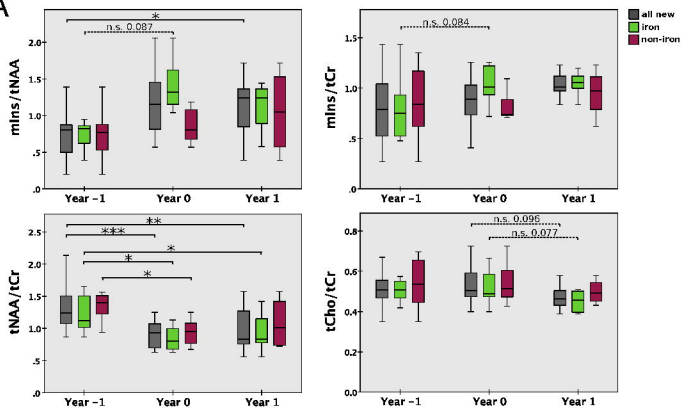 A
all new
iron
non-iron
mIns/tNAA
2.0
1.5
1.0
.5
.0
*
n.s. 0.087
Year -1
Year 0
Year 1
mIns/tCr
1.5
1.0
.5
.0
n.s. 0.084
Year -1
Year 0
Year 1
tNAA/tCr
2.5
2.0
1.5
1.0
.5
.0
**
***
*
*
*
Year -1
Year 0
Year 1
tCho/tCr
0.8
0.6
0.4
0.2
0.0
n.s. 0.096
n.s. 0.077
Year -1
Year 0
Year 1